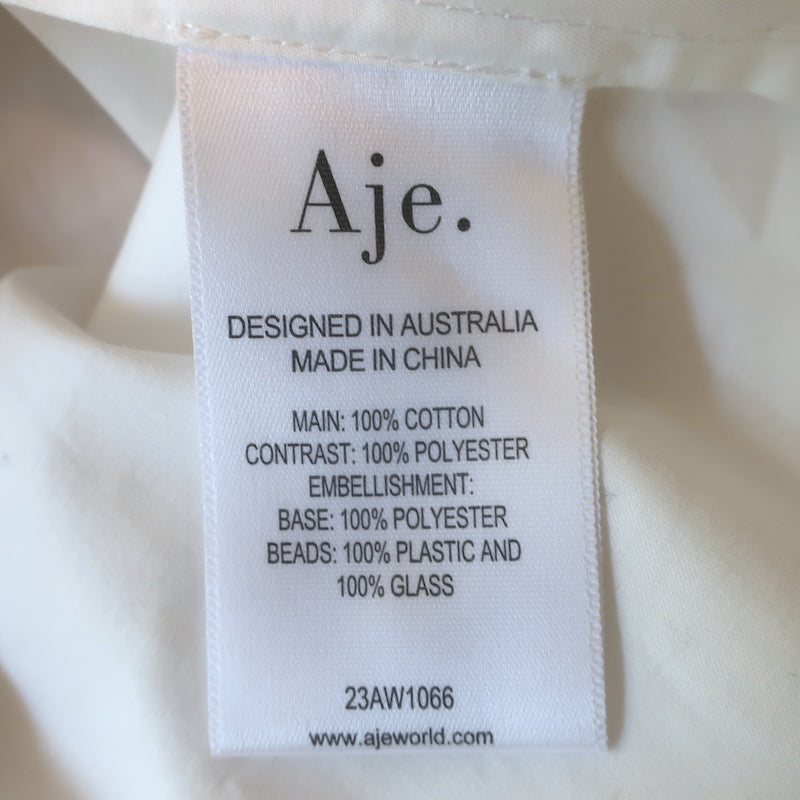 Aje.
DESIGNED IN AUSTRALIA
MADE IN CHINA
MAIN: 100% COTTON
CONTRAST: 100% POLYESTER
EMBELLISHMENT:
BASE: 100% POLYESTER
BEADS: 100% PLASTIC AND
100% GLASS
23AW1066
www.ajeworld.com